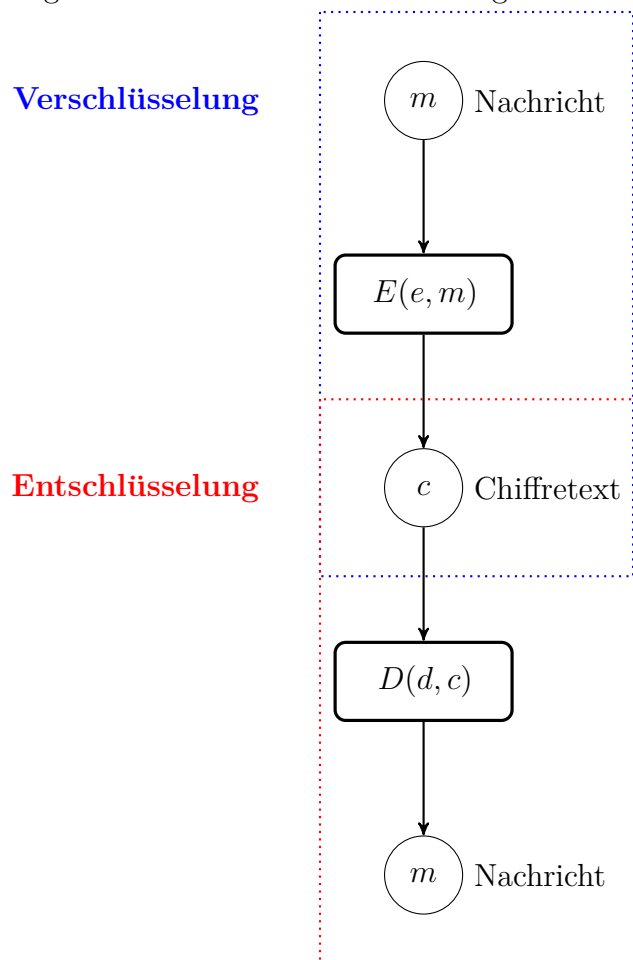 Verschlüsselung
m Nachricht
E(e, m)
Entschlüsselung
c Chiffretext
D(d, c)
m Nachricht